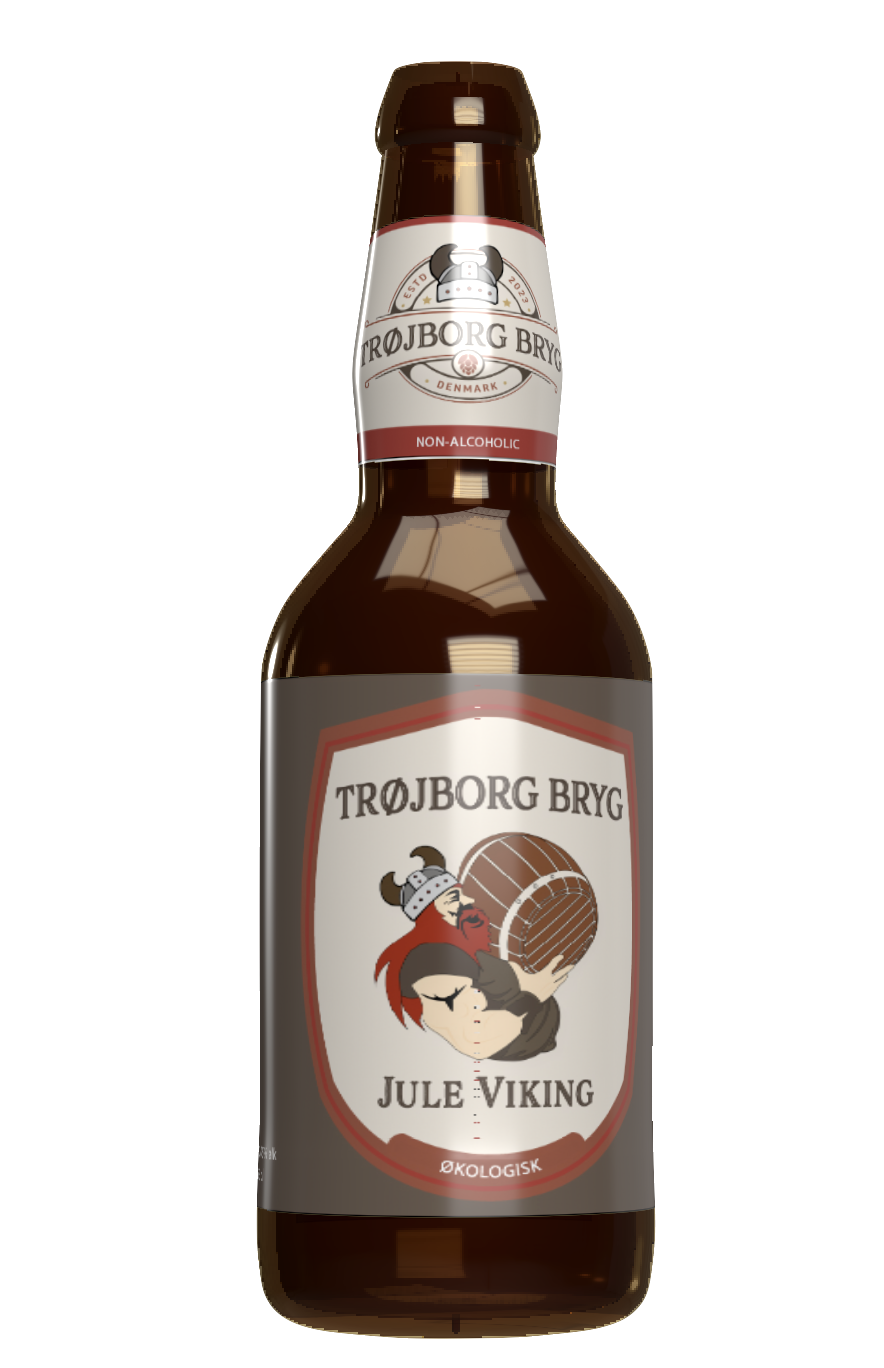 ESTD 2023
TRØJBORG BRYG
DENMARK
NON-ALCOHOLIC
TRØJBORG BRYG
JULE VIKING
ØKOLOGISK